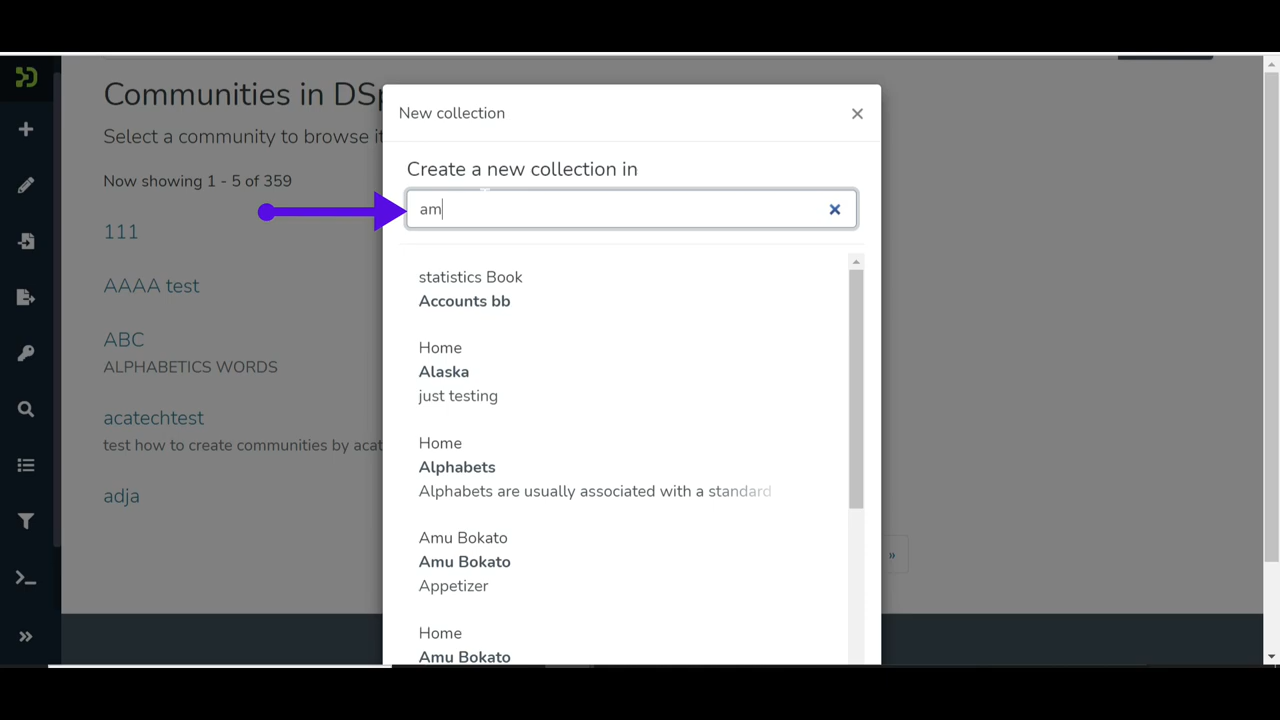 Communities in DSp
Select a community to browse i
Now showing 1 - 5 of 359
111
AAAA test
ABC
ALPHABETICS WORDS
acatechtest
test how to create communities by acat
adja
»
New collection
×
Create a new collection in
am
statistics Book
Accounts bb
Home
Alaska
just testing
Home
Alphabets
Alphabets are usually associated with a standard
Amu Bokato
Amu Bokato
Appetizer
Home
Amu Bokato